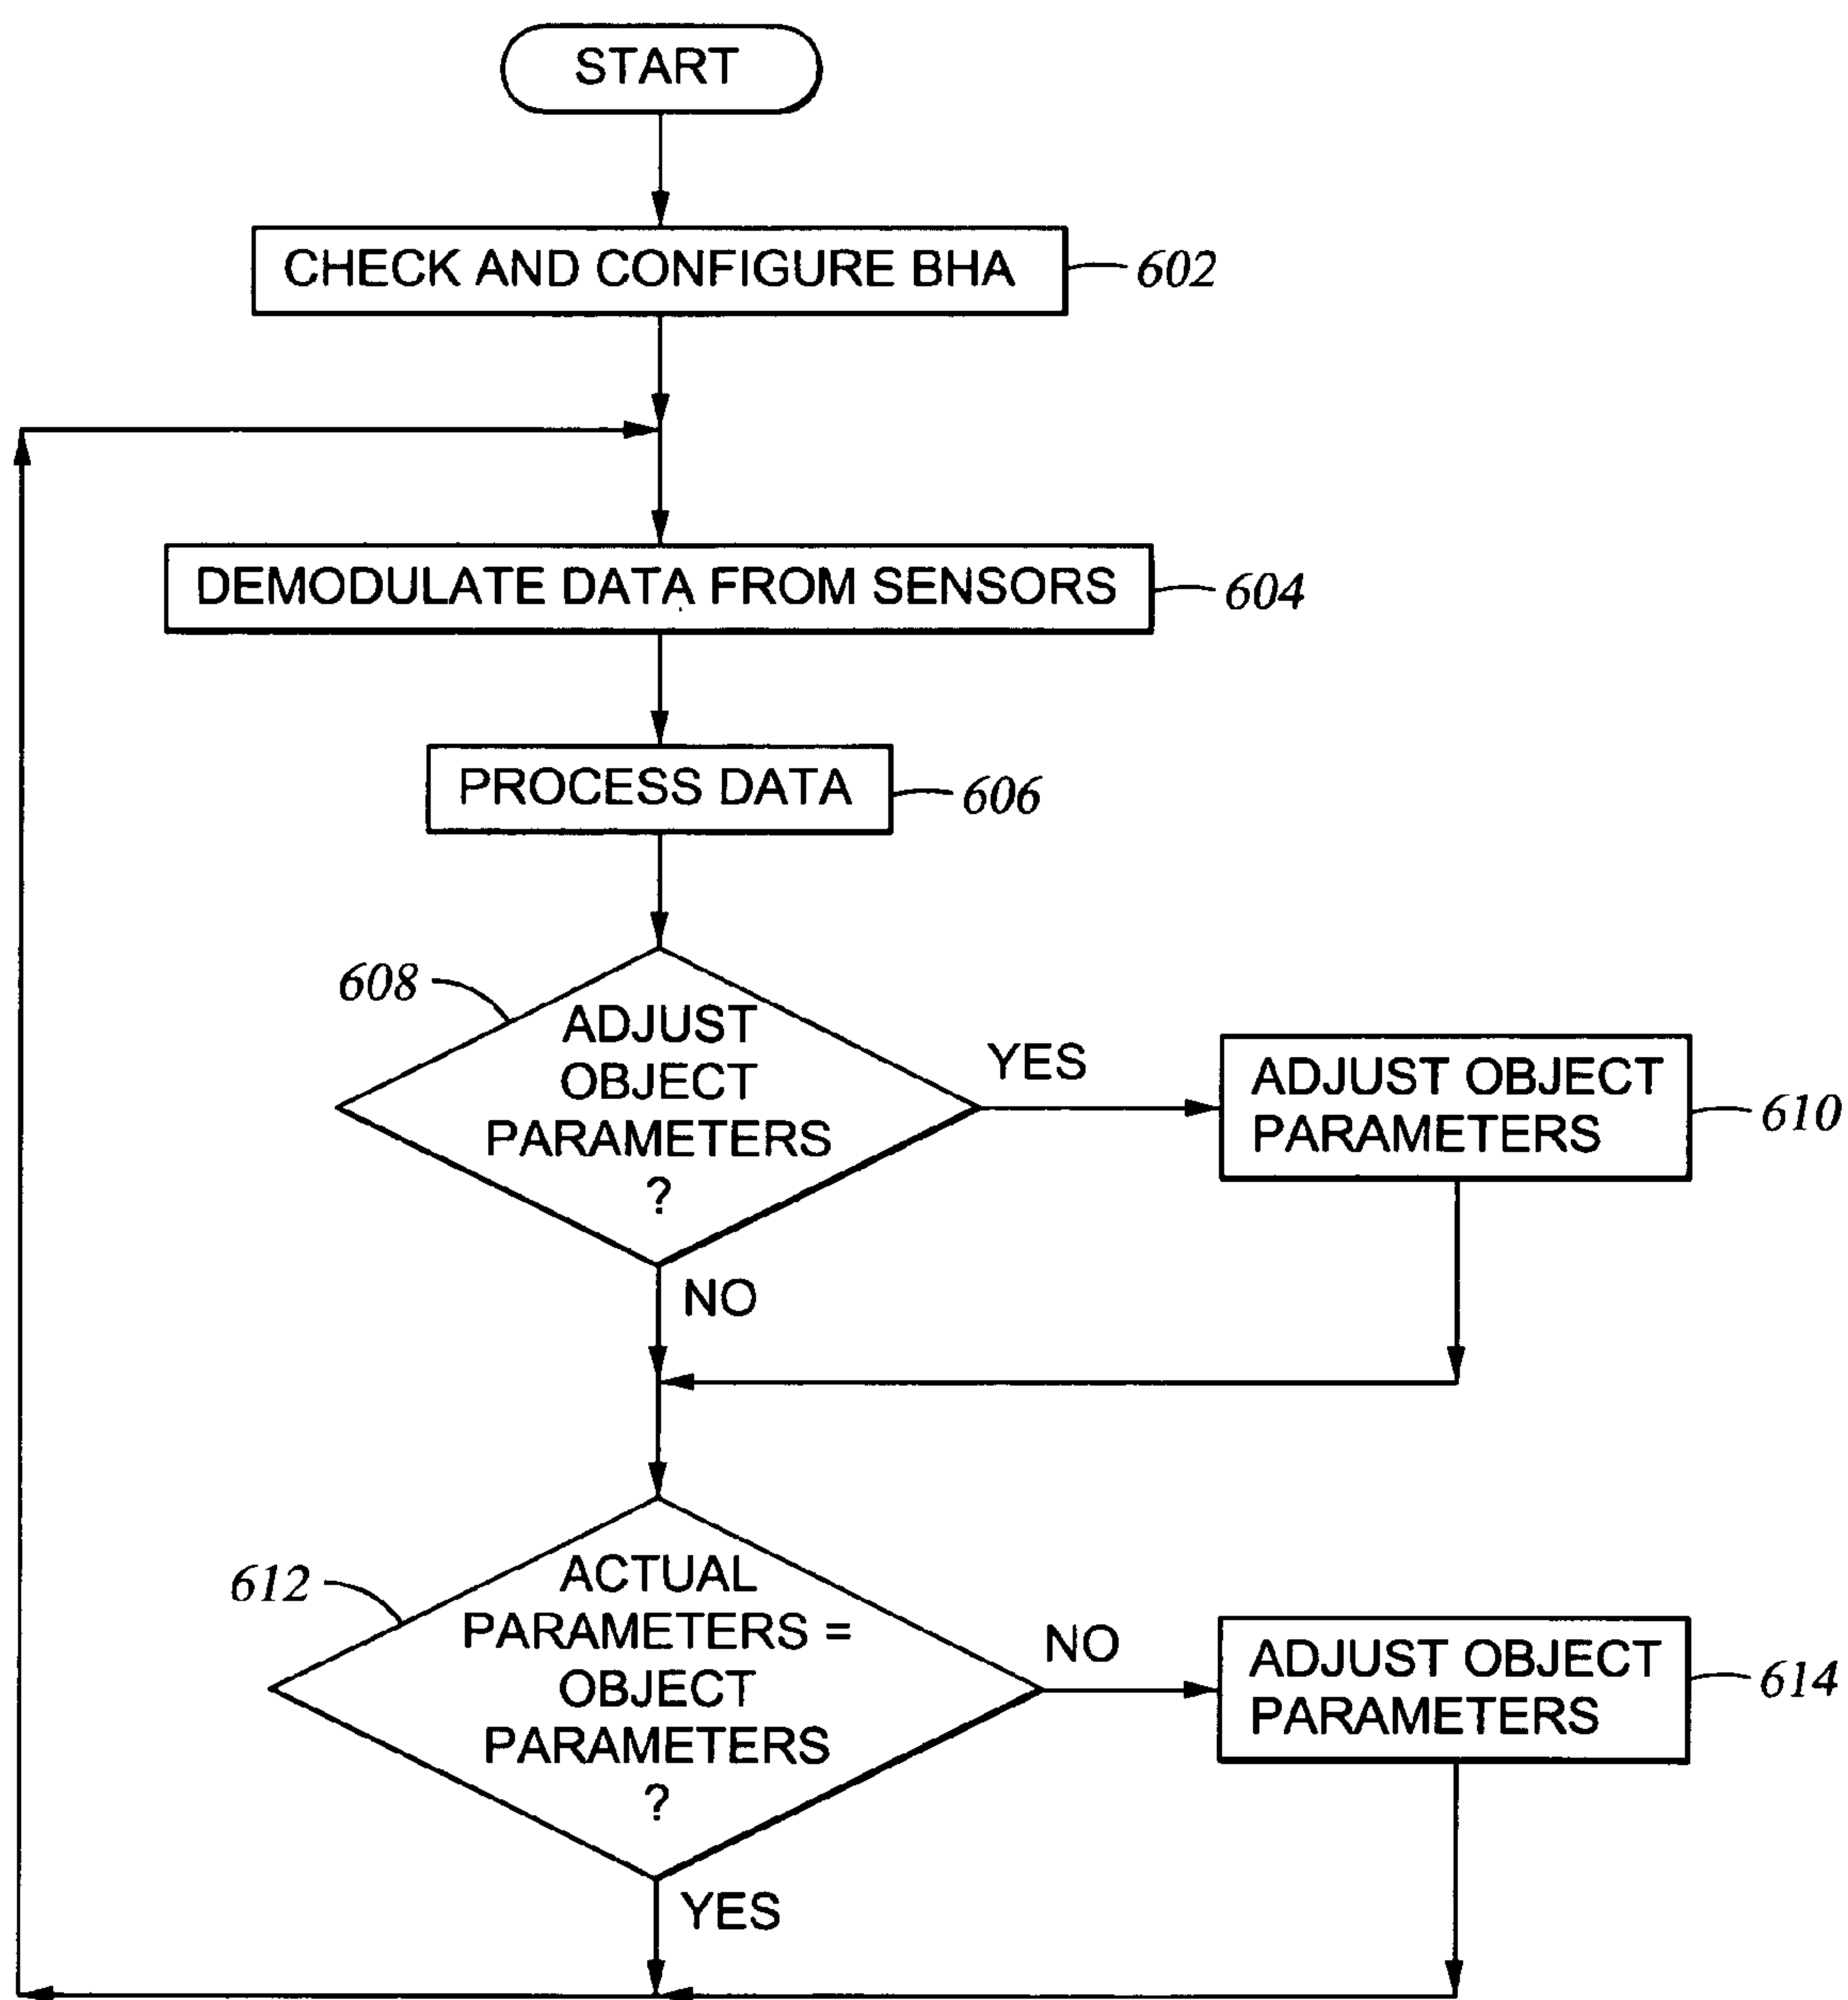 START
CHECK AND CONFIGURE BHA
602
DEMODULATE DATA FROM SENSORS
604
PROCESS DATA
606
608
ADJUST
OBJECT
PARAMETERS
?
YES
ADJUST OBJECT
PARAMETERS
610
NO
612
ACTUAL
PARAMETERS =
OBJECT
PARAMETERS
?
NO
ADJUST OBJECT
PARAMETERS
614
YES